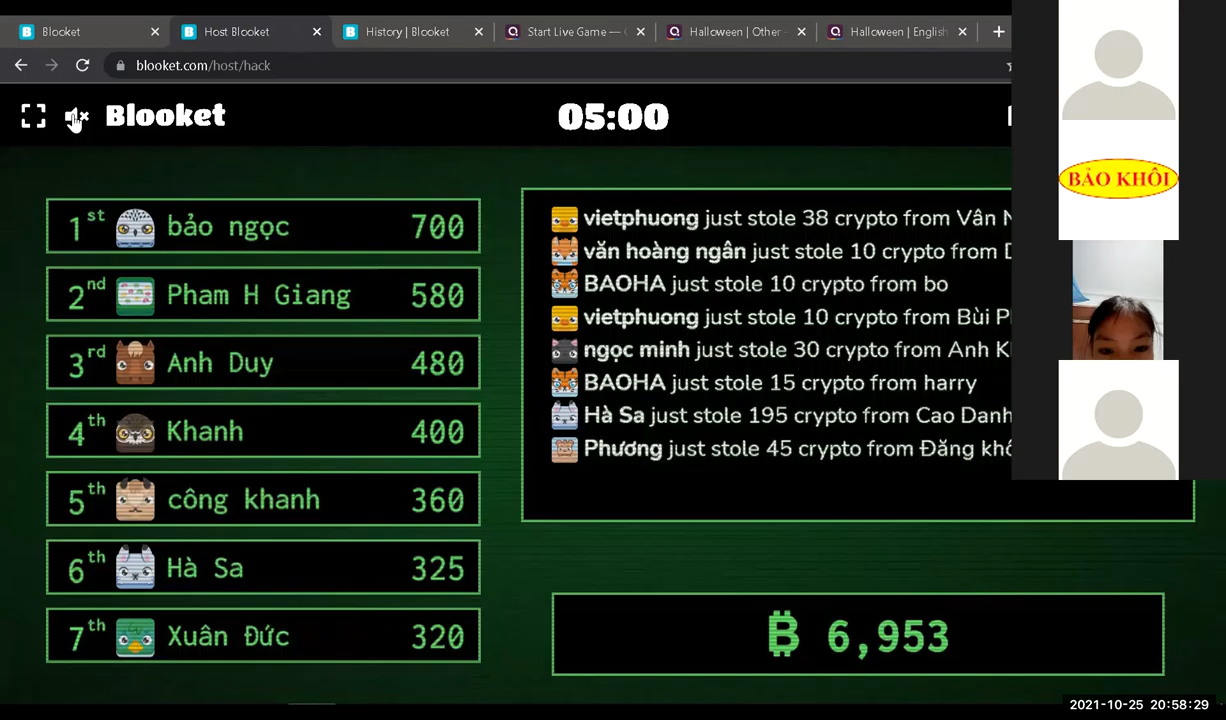 Blooket
Host Blooket
History | Blooket
Start Live Game —
Halloween | Other -
Halloween | English
blooket.com/host/hack
Blooket
05:00
1st bảo ngọc 700
2nd Pham H Giang 580
3rd Anh Duy 480
4th Khanh 400
5th công khanh 360
6th Hà Sa 325
7th Xuân Đức 320
vietphuong just stole 38 crypto from Vân
văn hoàng ngân just stole 10 crypto from
BAOHA just stole 10 crypto from bo
vietphuong just stole 10 crypto from Bùi
ngọc minh just stole 30 crypto from Anh
BAOHA just stole 15 crypto from harry
Hà Sa just stole 195 crypto from Cao Danh
Phương just stole 45 crypto from Đăng
₿ 6,953
BẢO KHÔI
2021-10-25 20:58:29